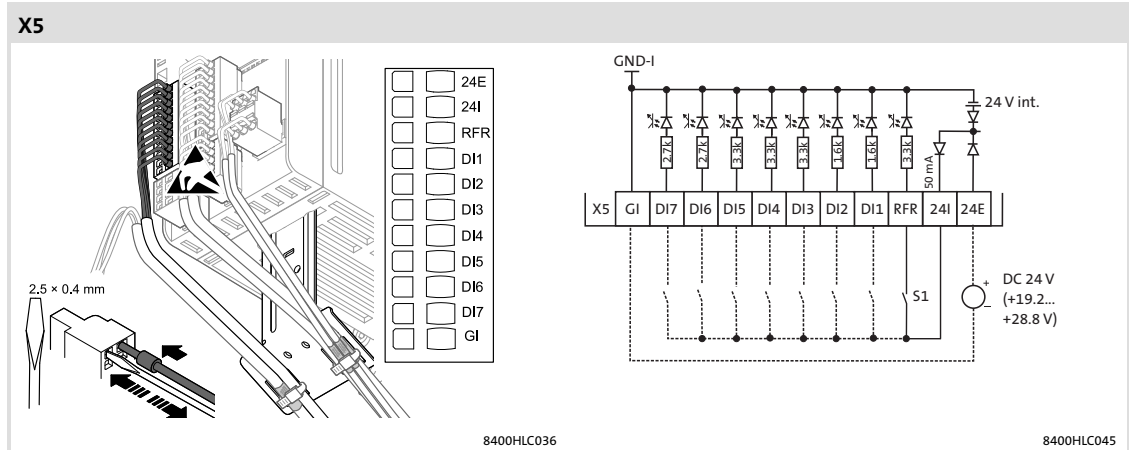 X5
24E
24I
RFR
DI1
DI2
DI3
DI4
DI5
DI6
DI7
GI
2.5 × 0.4 mm
8400HLC036
GND-I
24 V int.
2.7k 2.7k 3.3k 3.3k 3.3k 1.6k 1.6k 3.3k 50 mA
X5 GI DI7 DI6 DI5 DI4 DI3 DI2 DI1 RFR 24I 24E
S1
+
–
DC 24 V
(+19.2...
+28.8 V)
8400HLC045